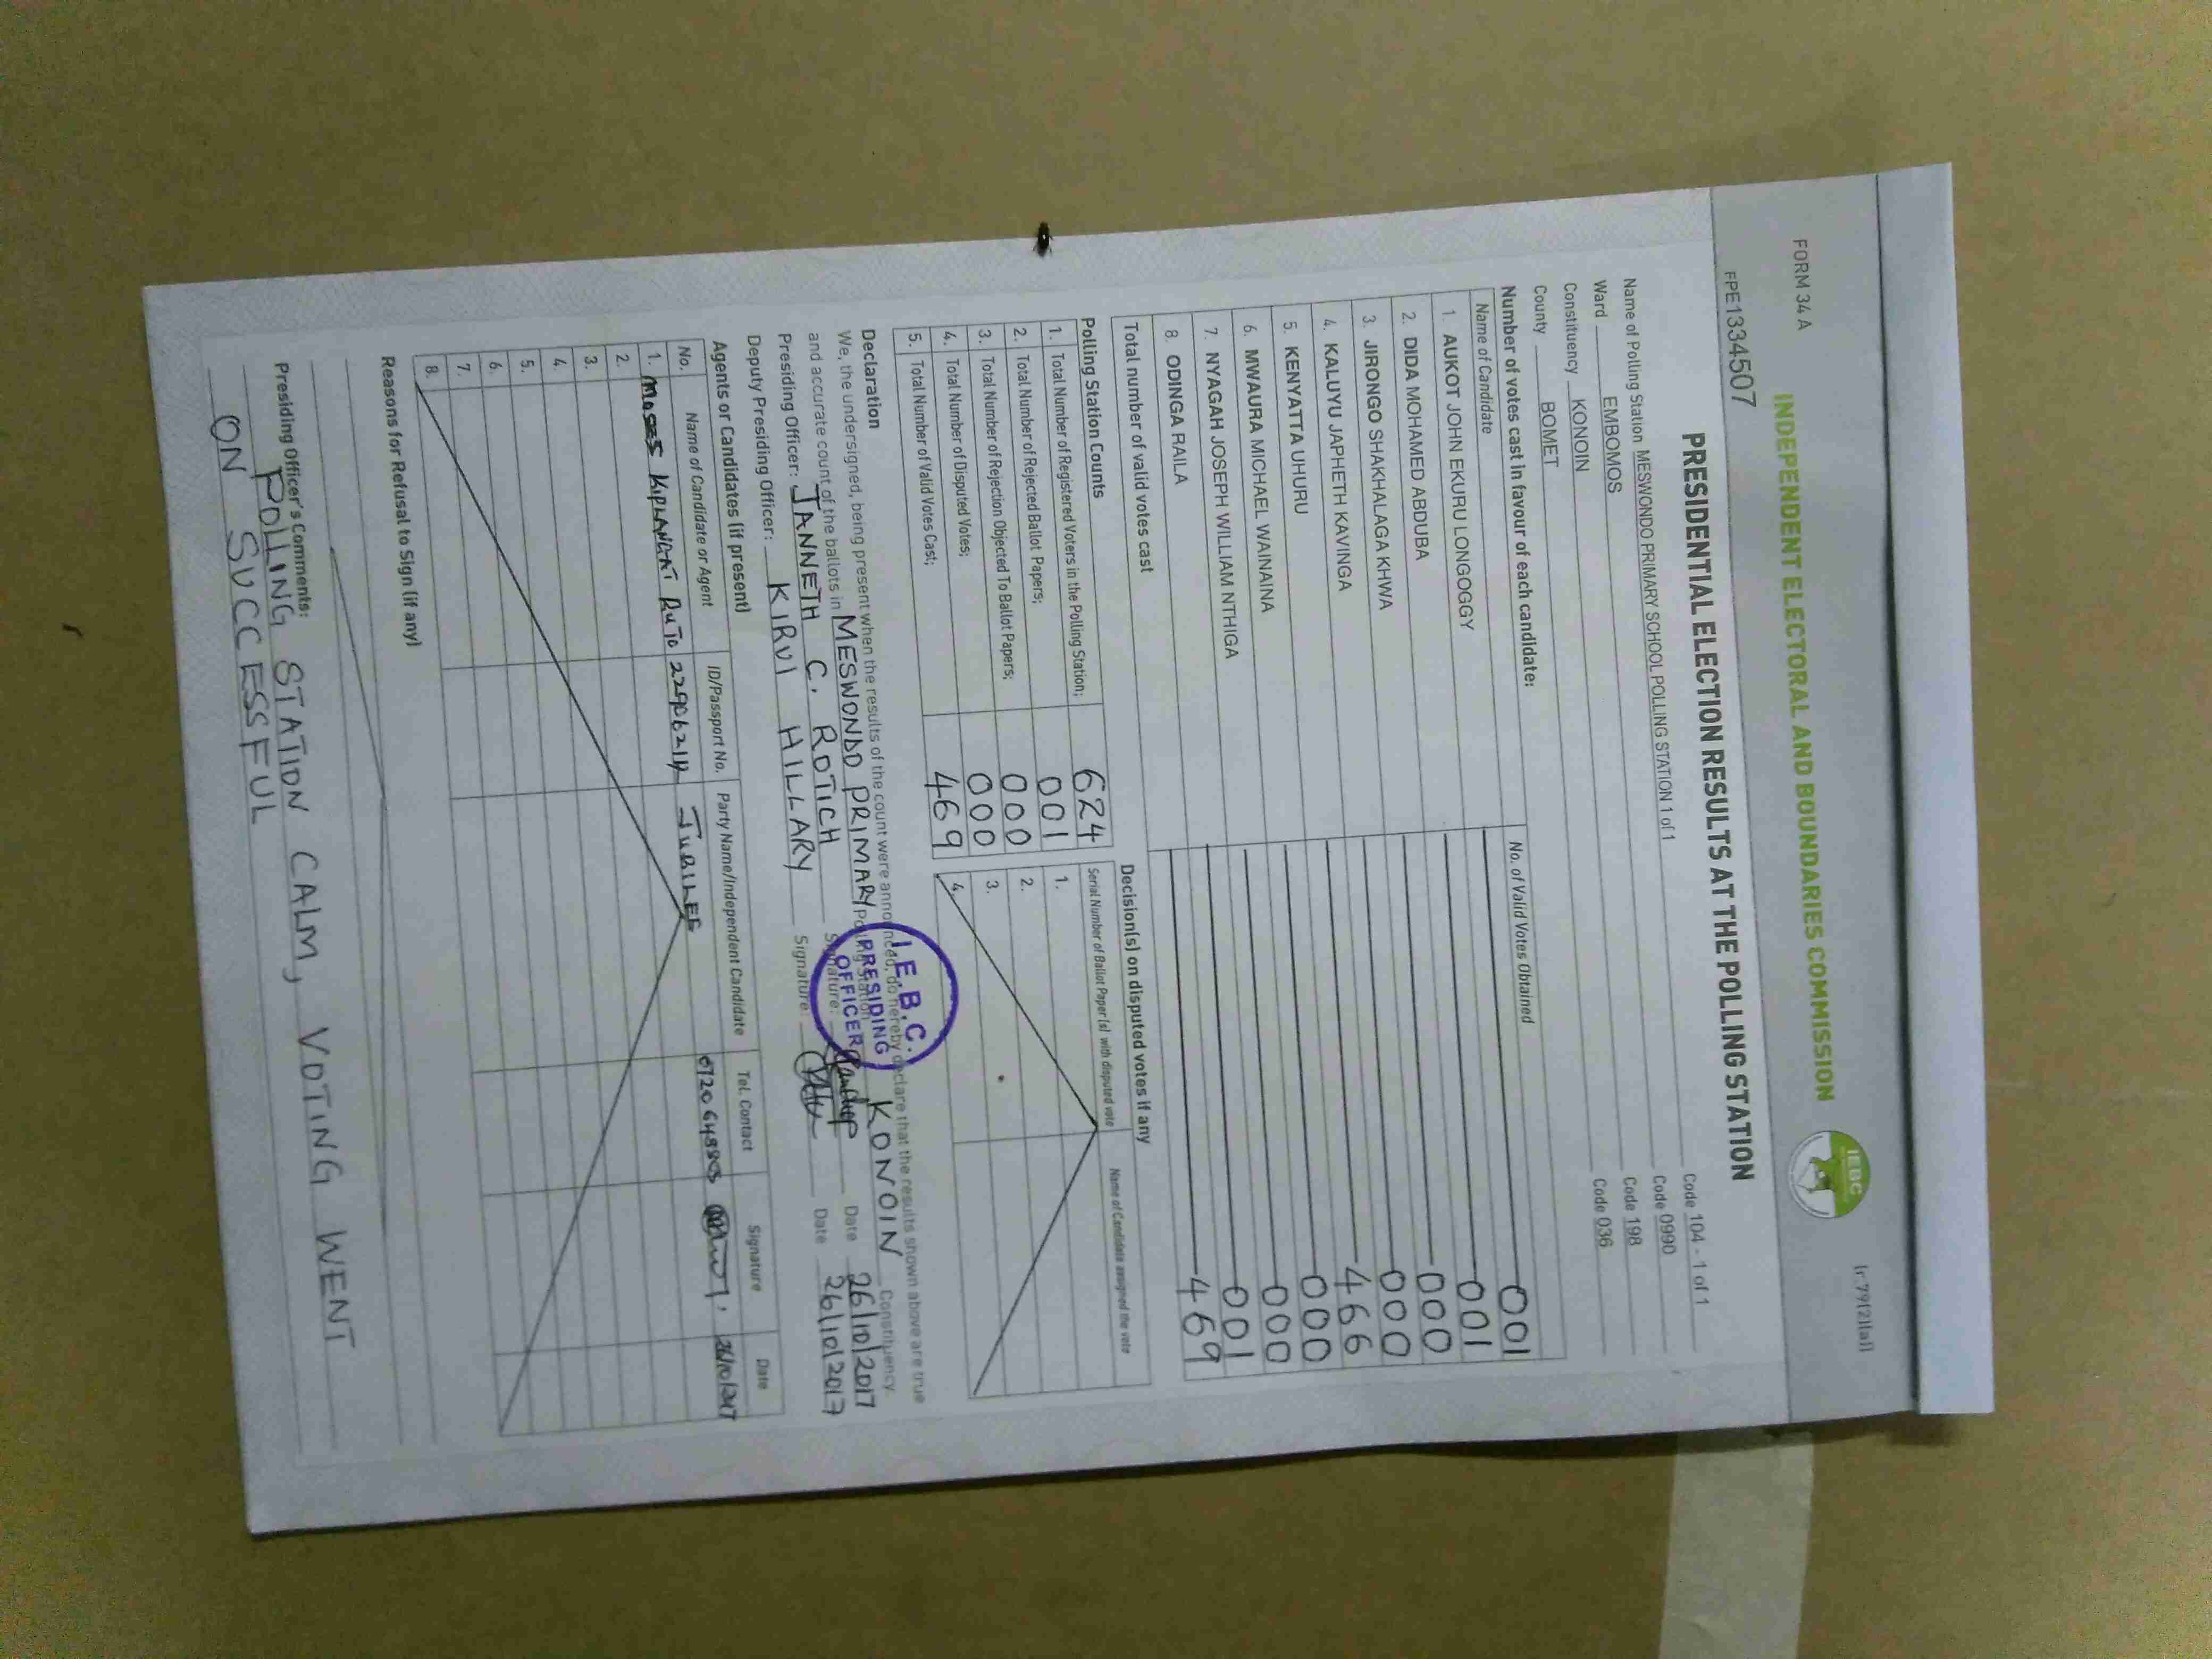 FORM 34 A
INDEPENDENT ELECTORAL AND BOUNDARIES COMMISSION
IEBC
(r.79(2)(a))
FPE1334507
PRESIDENTIAL ELECTION RESULTS AT THE POLLING STATION
Name of Polling Station MESWONDO PRIMARY SCHOOL POLLING STATION 1 of 1 Code 104 - 1 of 1
Ward EMBOMOS Code 0990
Constituency KONOIN Code 198
County BOMET Code 036
Number of votes cast in favour of each candidate:
Name of Candidate No. of Valid Votes Obtained
1 AUKOT JOHN EKURU LONGOGGY 001
2. DIDA MOHAMED ABDUBA 001
3. JIRONGO SHAKHALAGA KHWA 000
4. KALUYU JAPHETH KAVINGA 000
5. KENYATTA UHURU 466
6. MWAURA MICHAEL WAINAINA 000
7. NYAGAH JOSEPH WILLIAM NTHIGA 000
8. ODINGA RAILA 001
Total number of valid votes cast 469
Polling Station Counts
1. Total Number of Registered Voters in the Polling Station; 624
2. Total Number of Rejected Ballot Papers; 001
3. Total Number of Rejection Objected To Ballot Papers; 000
4. Total Number of Disputed Votes; 000
5. Total Number of Valid Votes Cast; 469
Decision(s) on disputed votes if any
Serial Number of Ballot Paper (s) with disputed vote Name of Candidate assigned the vote
1.
2.
3.
4.
Declaration
We, the undersigned, being present when the results of the count were announced, do hereby declare that the results shown above are true
and accurate count of the ballots in MESWONDO PRIMARY Polling Station KONOIN Constituency.
Presiding Officer: JANNETH C. ROTICH Signature: Date 26/10/2017
Deputy Presiding Officer: KIRUI HILLARY Signature: Date 26/10/2017
I.E.B.C.
PRESIDING
OFFICER
Agents or Candidates (if present)
No. Name of Candidate or Agent ID/Passport No. Party Name/Independent Candidate Tel. Contact Signature Date
1. MOSES KIPLANGAT RUTO JUBILEE 26/10/2017
2.
3.
4.
5.
6.
7.
8.
Reasons for Refusal to Sign (if any)
Presiding Officer's Comments:
POLLING STATION CALM, VOTING WENT
ON SUCCESSFUL